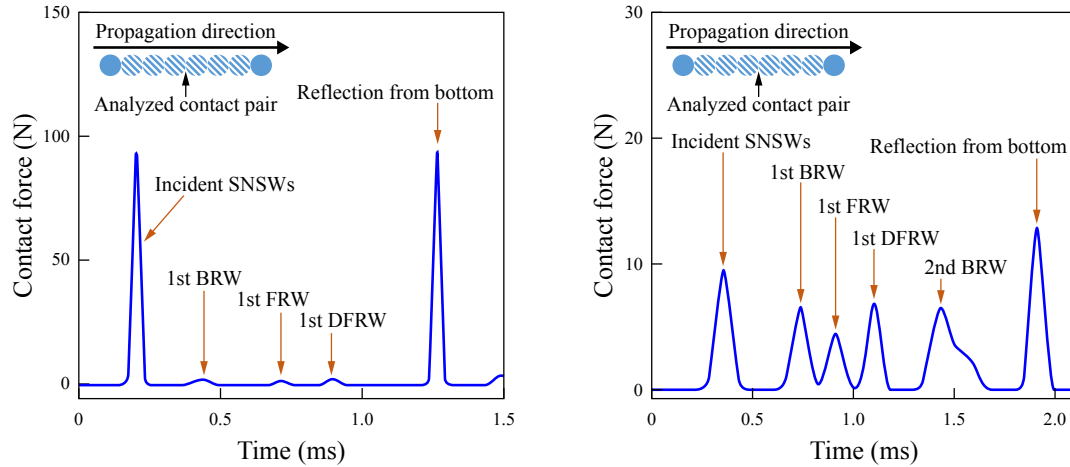 150
100
50
0
Contact force (N)
Propagation direction
Analyzed contact pair
Reflection from bottom
Incident SNSWs
1st BRW
1st FRW
1st DFRW
0
0.5
1.0
1.5
Time (ms)
30
20
10
0
Contact force (N)
Propagation direction
Analyzed contact pair
Incident SNSWs
Reflection from bottom
1st BRW
1st FRW
1st DFRW
2nd BRW
0
0.5
1.0
1.5
2.0
Time (ms)